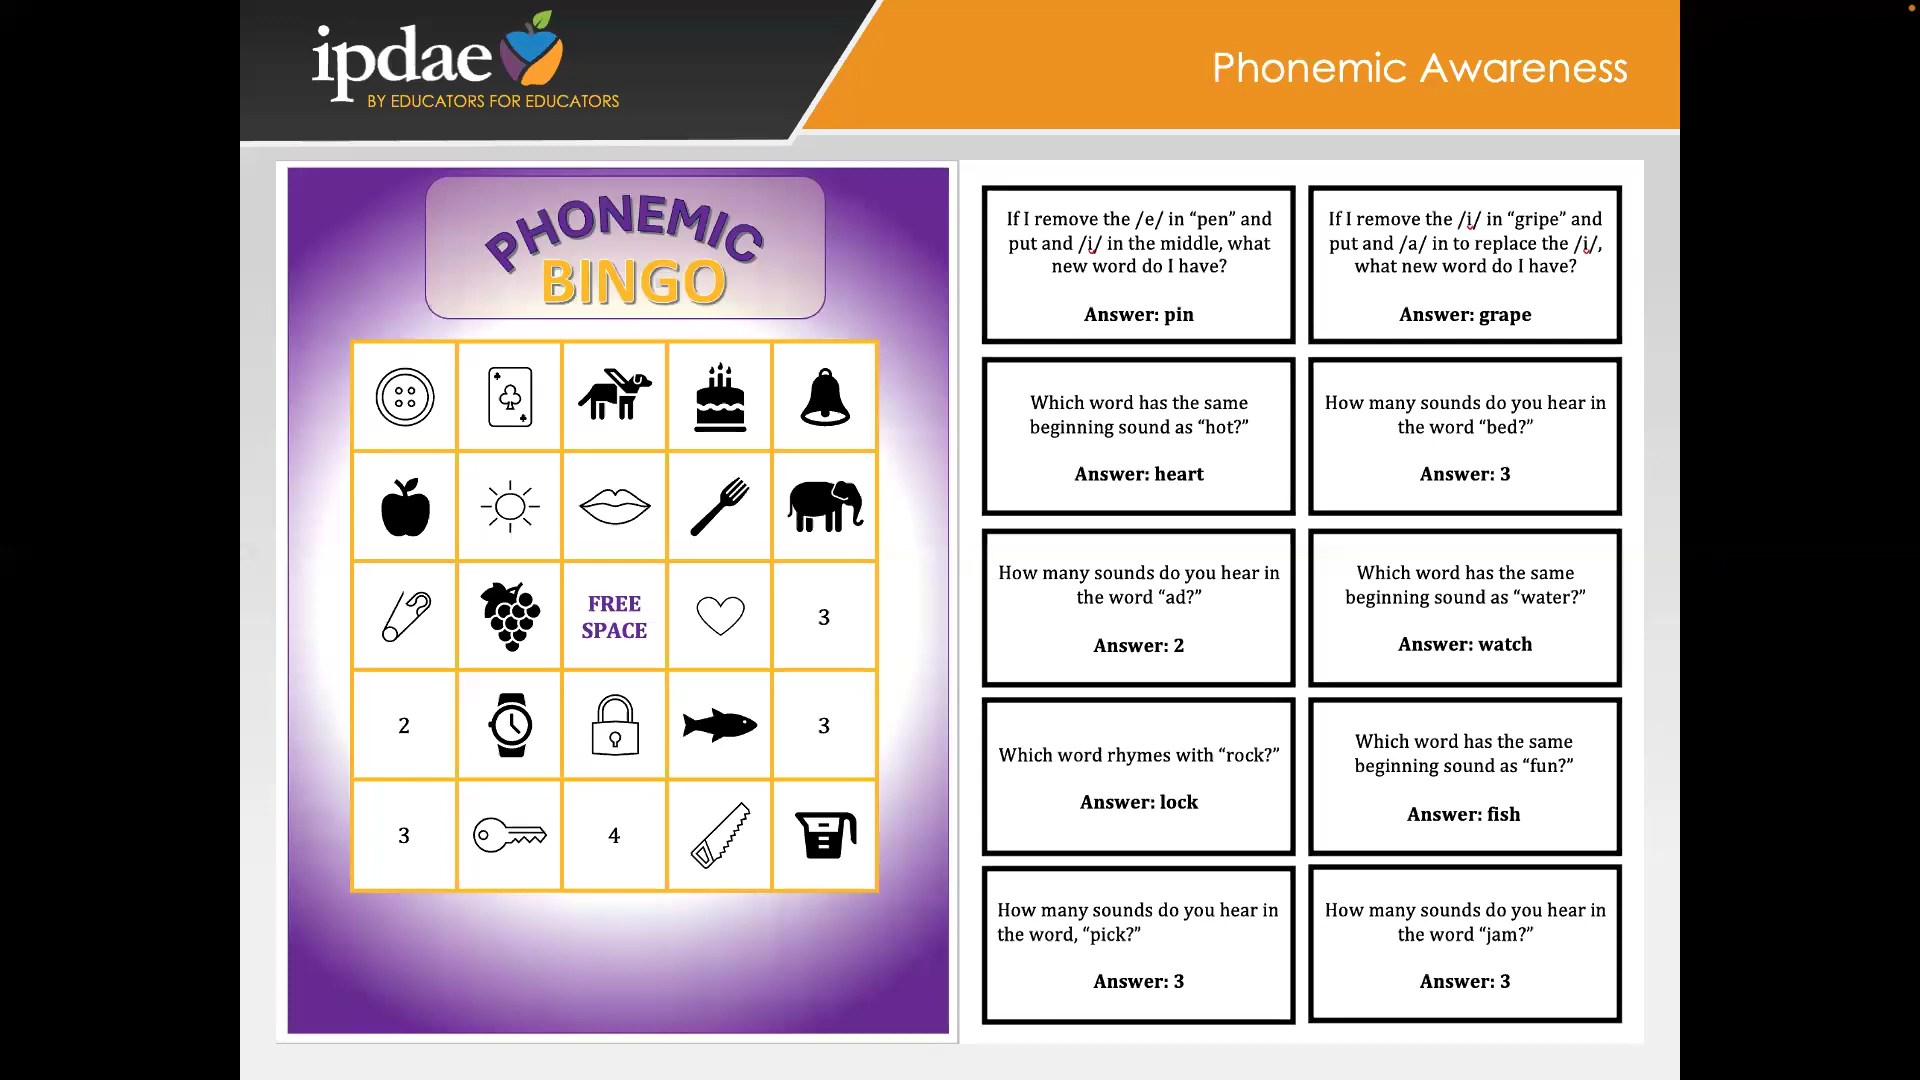 ipdae
BY EDUCATORS FOR EDUCATORS
Phonemic Awareness
PHONEMIC
BINGO
FREE
SPACE
3
2
3
3
4
If I remove the /e/ in “pen” and
put and /i/ in the middle, what
new word do I have?
Answer: pin
If I remove the /i/ in “gripe” and
put and /a/ in to replace the /i/,
what new word do I have?
Answer: grape
Which word has the same
beginning sound as “hot?”
Answer: heart
How many sounds do you hear in
the word “bed?”
Answer: 3
How many sounds do you hear in
the word “ad?”
Answer: 2
Which word has the same
beginning sound as “water?”
Answer: watch
Which word rhymes with “rock?”
Answer: lock
Which word has the same
beginning sound as “fun?”
Answer: fish
How many sounds do you hear in
the word, “pick?”
Answer: 3
How many sounds do you hear in
the word “jam?”
Answer: 3